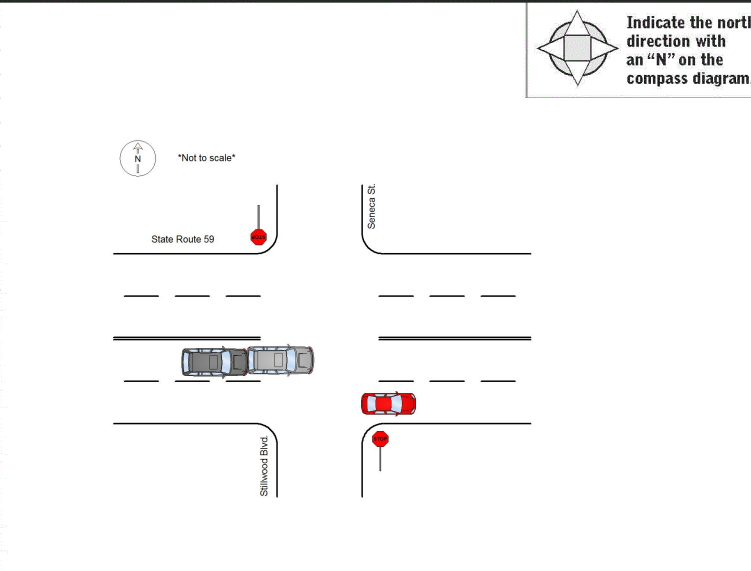 Indicate the north
direction with
an “N” on the
compass diagram.
N
*Not to scale*
Seneca St.
State Route 59
STOP
Stillwood Blvd.